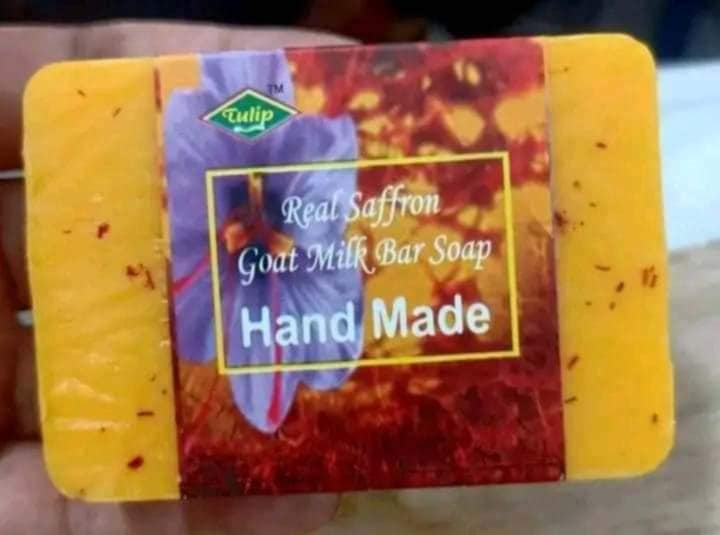 TM
Tulip
Real Saffron
Goat Milk Bar Soap
Hand Made